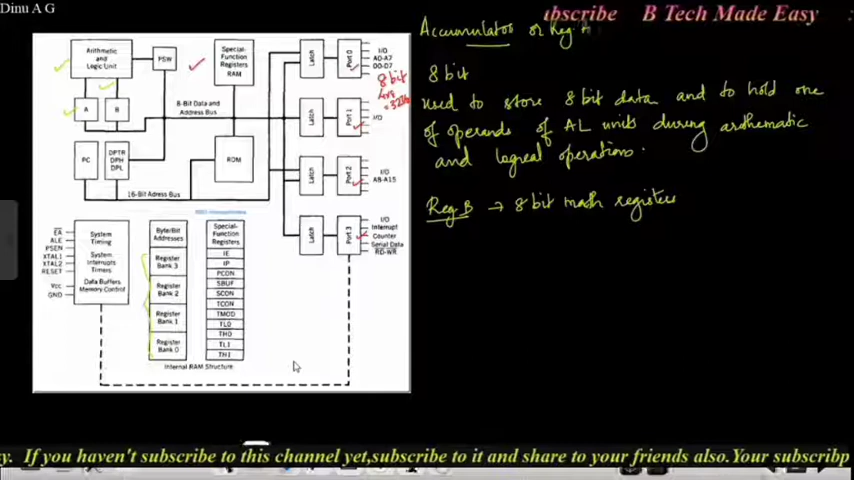 Dinu A G
bscribe B Tech Made Easy
Accumulator or Reg A
8 bit
used to store 8 bit data and to hold one
of operands of AL units during arthematic
and logical operations.
Reg B → 8 bit math registers
Arithmetic
and
Logic Unit
PSW
Special-
Function
Registers
RAM
Latch
Port 0
I/O
A0-A7
D0-D7
8 bit
4x8
=32
A
B
8-Bit Data and
Address Bus
Latch
Port 1
I/O
PC
DPTR
DPH
DPL
ROM
Latch
Port 2
I/O
A8-A15
16-Bit Adress Bus
Latch
Port 3
I/O
Interrupt
Counter
Serial Data
RD-WR
EA
ALE
PSEN
XTAL1
XTAL2
RESET
Vcc
GND
System
Timing
System
Interrupts
Timers
Data Buffers
Memory Control
Byte/Bit
Addresses
Register
Bank 3
Register
Bank 2
Register
Bank 1
Register
Bank 0
Special-
Function
Registers
IE
IP
PCON
SBUF
SCON
TCON
TMOD
TL0
TH0
TL1
TH1
Internal RAM Structure
y. If you haven't subscribe to this channel yet,subscribe to it and share to your friends also.Your subscribp